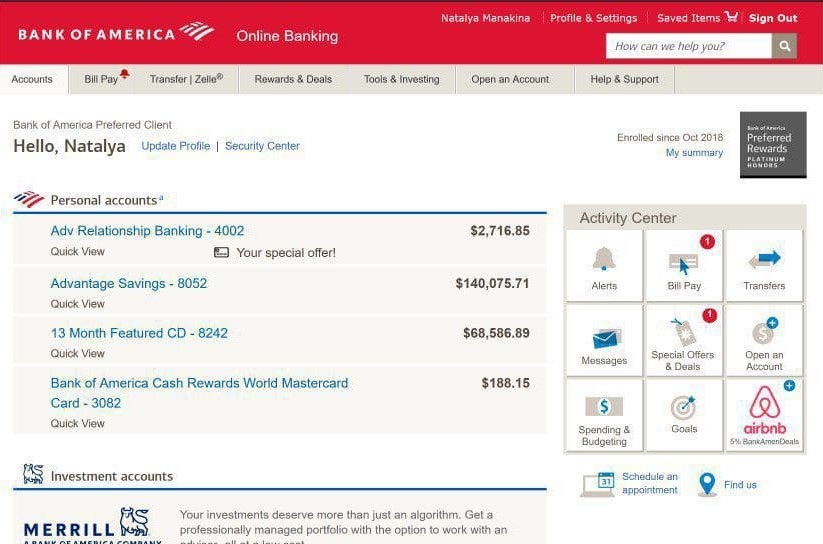 Natalya Manakina Profile & Settings Saved Items Sign Out
BANK OF AMERICA Online Banking
How can we help you?
Accounts Bill Pay Transfer | Zelle® Rewards & Deals Tools & Investing Open an Account Help & Support
Bank of America Preferred Client
Hello, Natalya Update Profile | Security Center
Enrolled since Oct 2018
My summary
Bank of America
Preferred
Rewards
PLATINUM
HONORS
Personal accounts a
Adv Relationship Banking - 4002 $2,716.85
Quick View Your special offer!
Advantage Savings - 8052 $140,075.71
Quick View
13 Month Featured CD - 8242 $68,586.89
Quick View
Bank of America Cash Rewards World Mastercard $188.15
Card - 3082
Quick View
Activity Center
1
Alerts Bill Pay Transfers
1
Messages Special Offers & Deals Open an Account
$
airbnb
Spending & Budgeting Goals 5% BankAmeriDeals
31
Schedule an appointment Find us
Investment accounts
MERRILL
A BANK OF AMERICA COMPANY
Your investments deserve more than just an algorithm. Get a
professionally managed portfolio with the option to work with an
advisor, all at a low cost